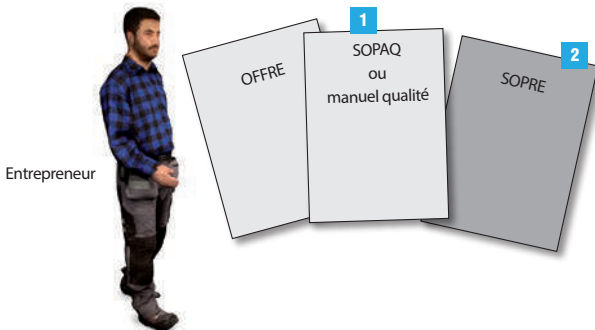 1
SOPAQ
ou
manuel qualité
OFFRE
2
SOPRE
Entrepreneur